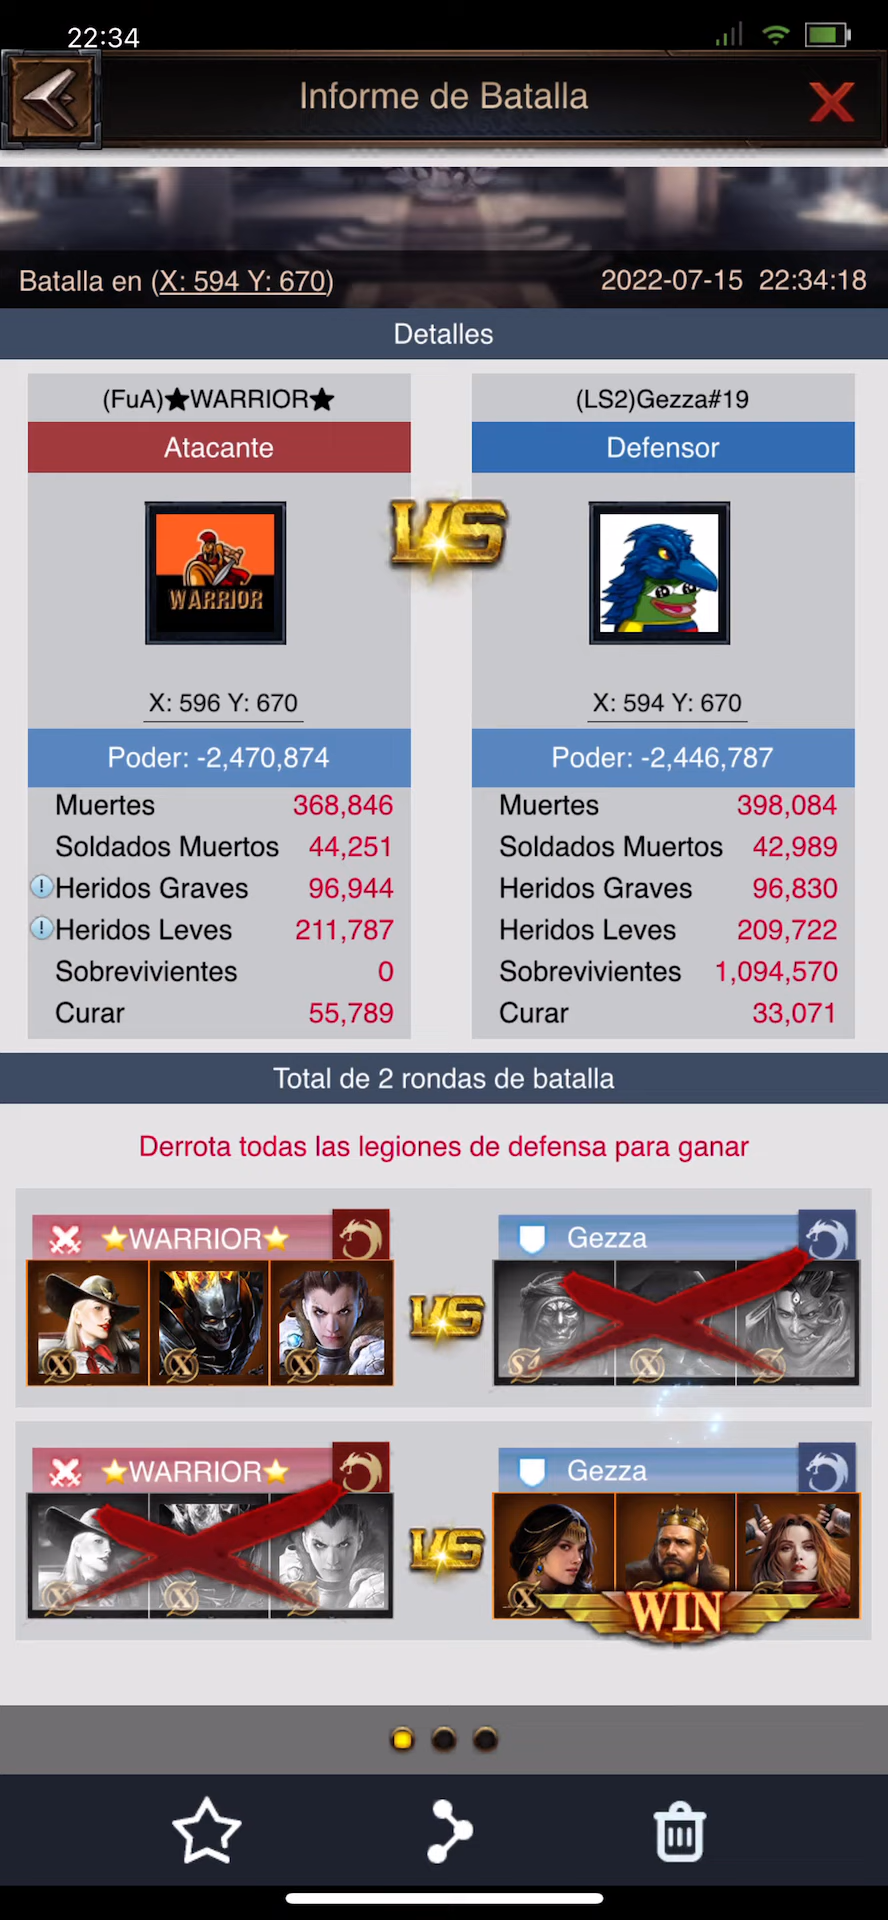 22:34
Informe de Batalla
Batalla en (X: 594 Y: 670)
2022-07-15 22:34:18
Detalles
(FuA)★WARRIOR★
(LS2)Gezza#19
Atacante
Defensor
VS
WARRIOR
X: 596 Y: 670
X: 594 Y: 670
Poder: -2,470,874
Poder: -2,446,787
Muertes 368,846
Soldados Muertos 44,251
Heridos Graves 96,944
Heridos Leves 211,787
Sobrevivientes 0
Curar 55,789
Muertes 398,084
Soldados Muertos 42,989
Heridos Graves 96,830
Heridos Leves 209,722
Sobrevivientes 1,094,570
Curar 33,071
Total de 2 rondas de batalla
Derrota todas las legiones de defensa para ganar
⭐WARRIOR⭐
Gezza
X X X
VS
X
⭐WARRIOR⭐
Gezza
X X
VS
X
WIN